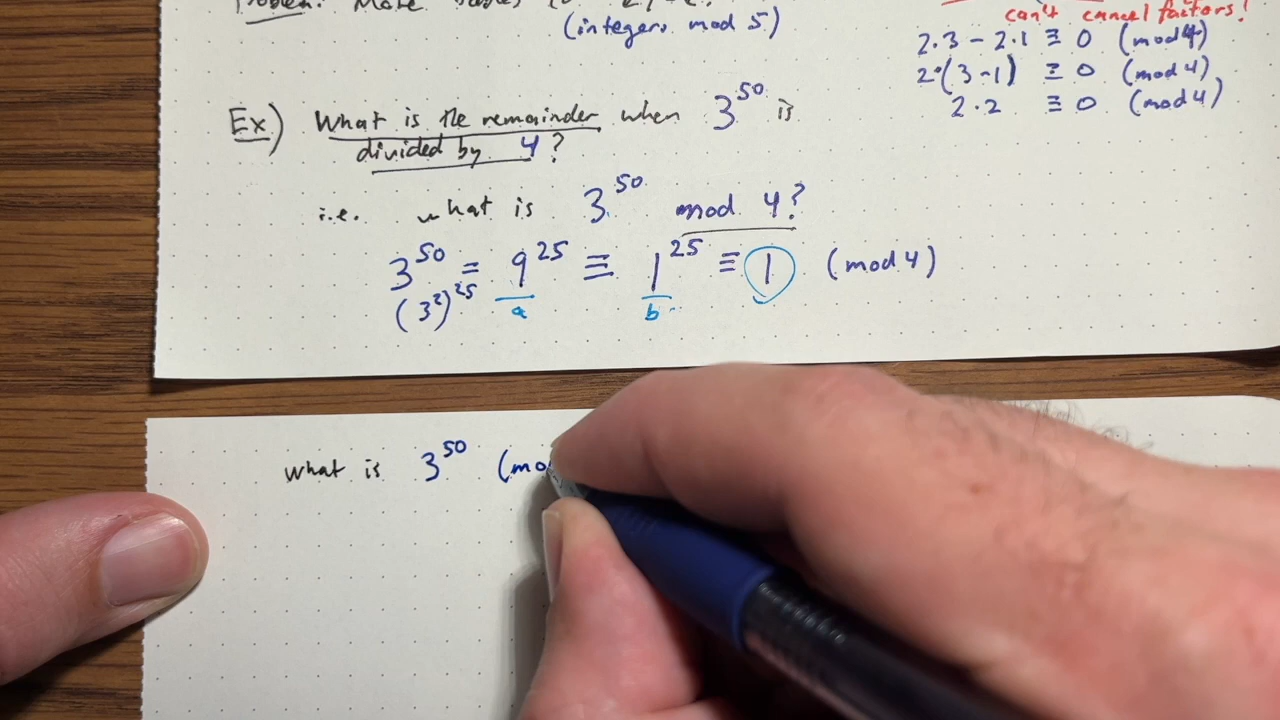 (integers mod 5)
can't cancel factors!
2·3 - 2·1 ≡ 0 (mod 4)
2·(3-1) ≡ 0 (mod 4)
2·2 ≡ 0 (mod 4)
Ex) What is the remainder when 3^50 is
divided by 4?
i.e. what is 3^50 mod 4?
3^50 = 9^25 ≡ 1^25 ≡ 1 (mod 4)
(3^2)^25 a b
what is 3^50 (mo